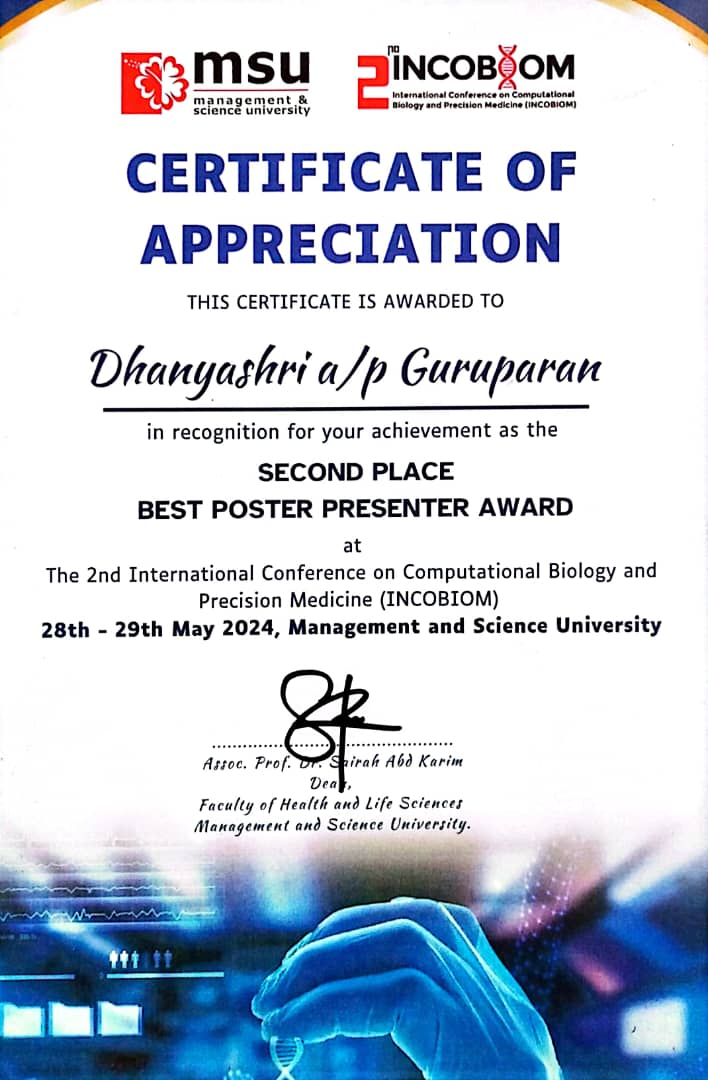 msu
management &
science university
2nd INCOBIOM
International Conference on Computational
Biology and Precision Medicine (INCOBIOM)
CERTIFICATE OF
APPRECIATION
THIS CERTIFICATE IS AWARDED TO
Dhanyashri a/p Guruparan
in recognition for your achievement as the
SECOND PLACE
BEST POSTER PRESENTER AWARD
at
The 2nd International Conference on Computational Biology and
Precision Medicine (INCOBIOM)
28th - 29th May 2024, Management and Science University
Assoc. Prof. Dr. Sairah Abd Karim
Dean,
Faculty of Health and Life Sciences
Management and Science University.